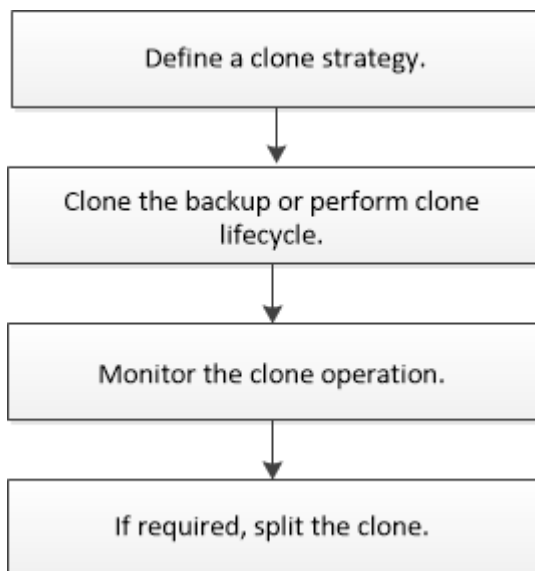 Define a clone strategy.
Clone the backup or perform clone
lifecycle.
Monitor the clone operation.
If required, split the clone.